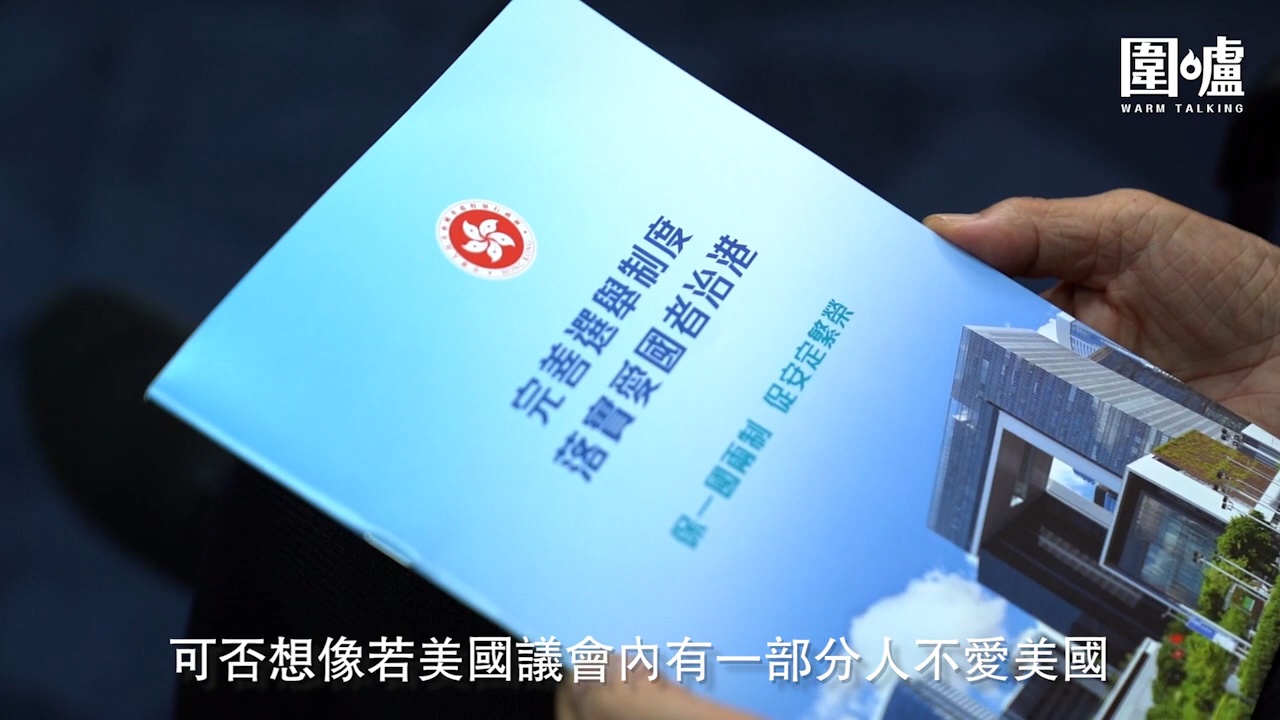 圍爐
WARM TALKING
完善選舉制度
落實愛國者治港
保一國兩制 促安定繁榮
可否想像若美國議會內有一部分人不愛美國